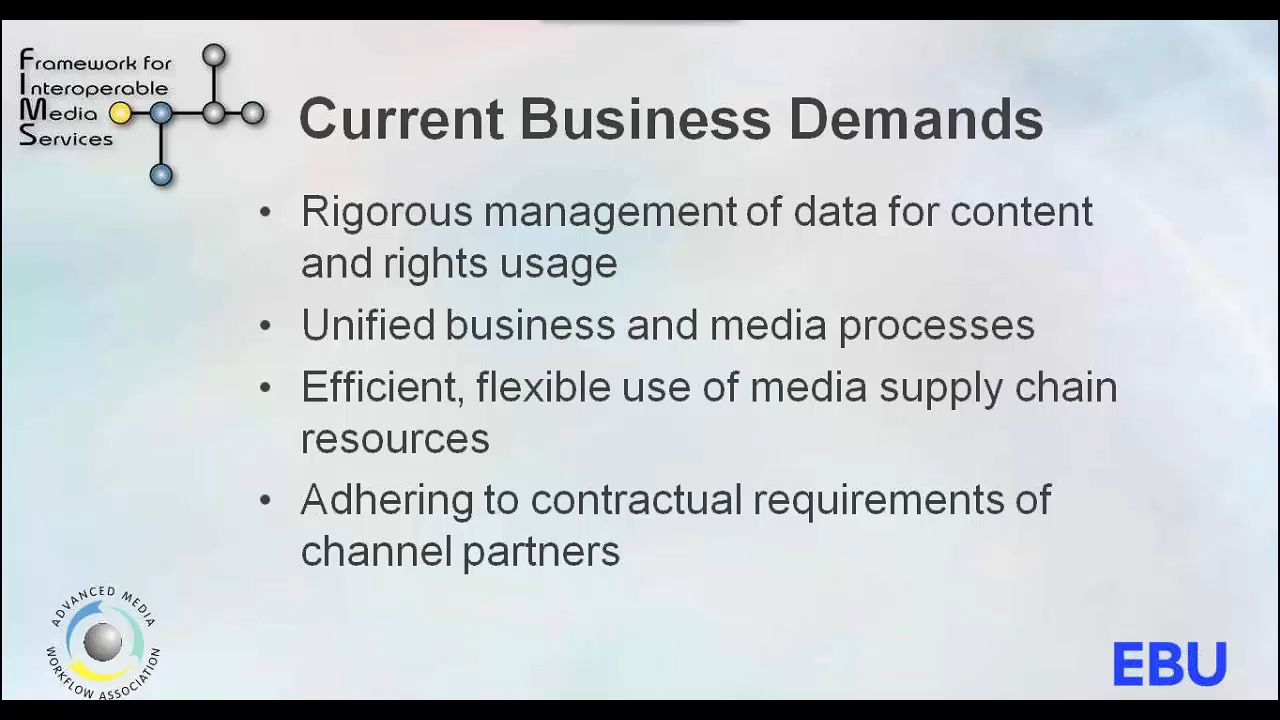 Framework for
Interoperable
Media
Services
Current Business Demands
• Rigorous management of data for content
and rights usage
• Unified business and media processes
• Efficient, flexible use of media supply chain
resources
• Adhering to contractual requirements of
channel partners
ADVANCED MEDIA
WORKFLOW ASSOCIATION
EBU